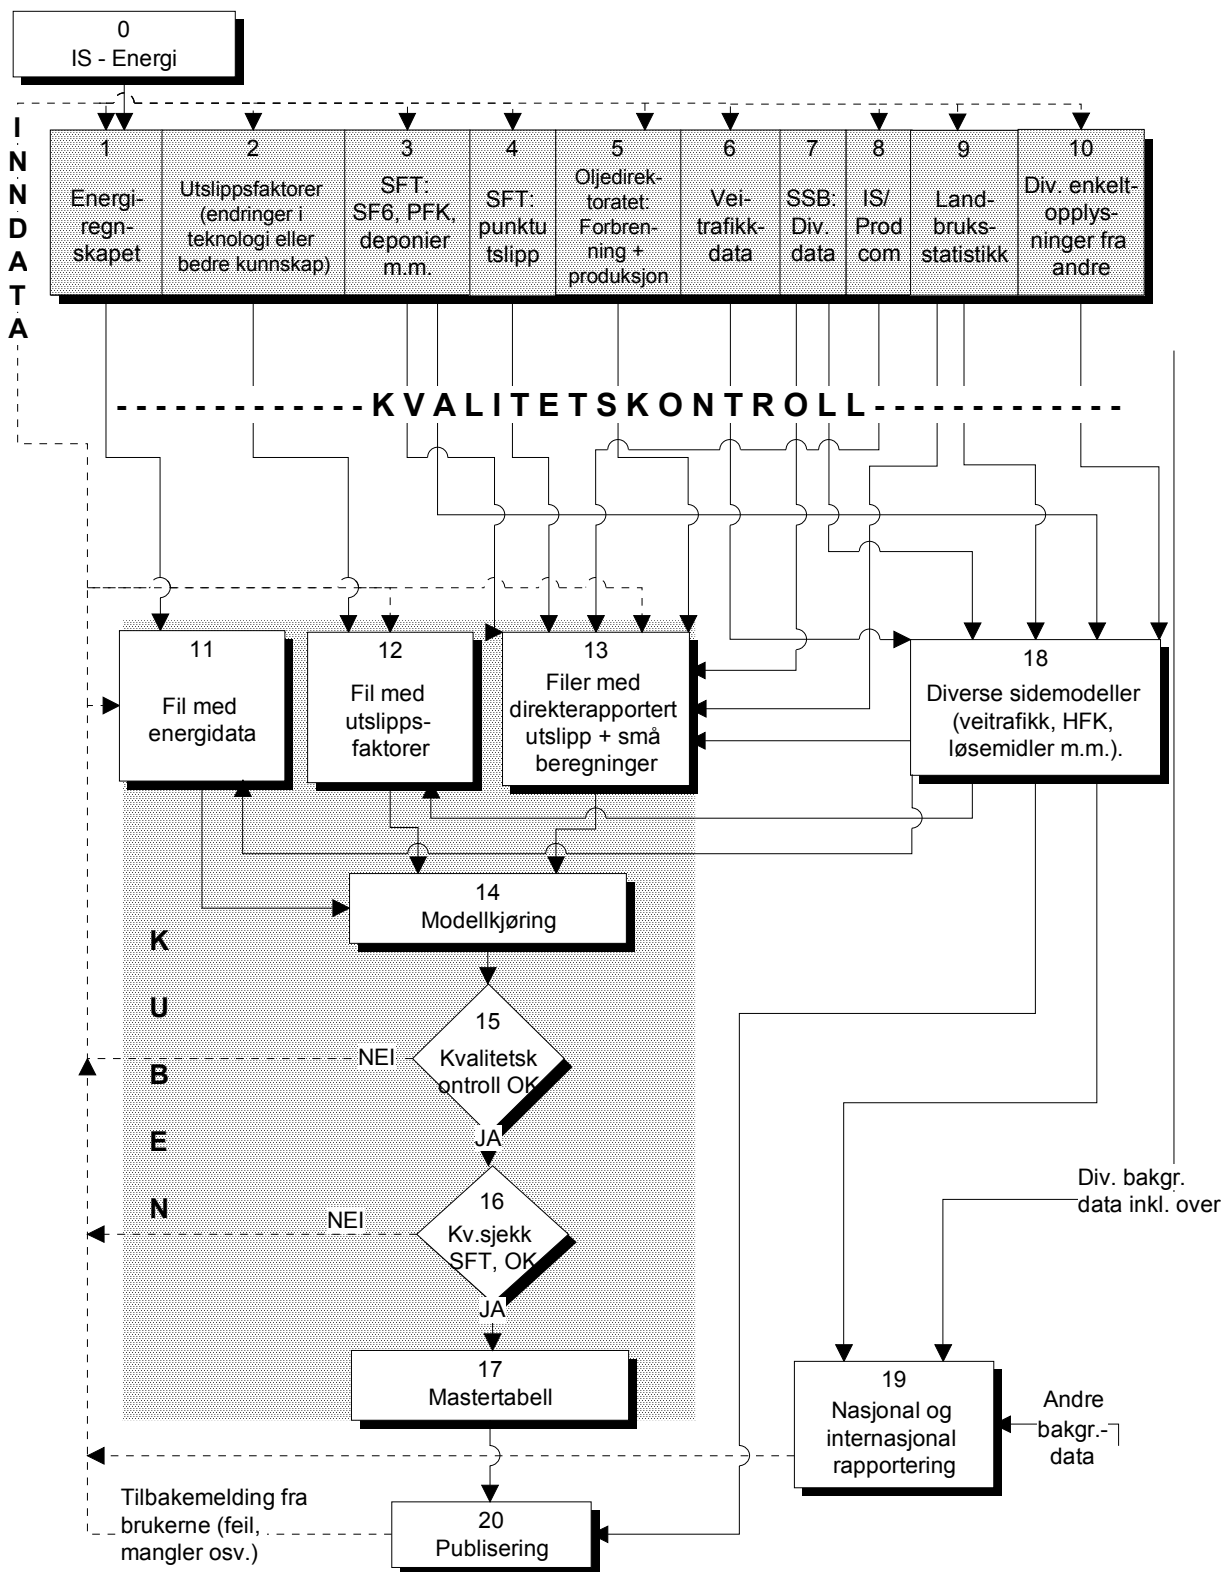 0
IS - Energi
INNDATA
1
Energi-
regn-
skapet
2
Utslippsfaktorer
(endringer i
teknologi eller
bedre kunnskap)
3
SFT:
SF6, PFK,
deponier
m.m.
4
SFT:
punktu
tslipp
5
Oljedirek-
toratet:
Forbren-
ning +
produksjon
6
Vei-
trafikk-
data
7
SSB:
Div.
data
8
IS/
Prod
com
9
Land-
bruks-
statistikk
10
Div. enkelt-
opplys-
ninger fra
andre
KVALITETSKONTROLL
11
Fil med
energidata
12
Fil med
utslipps-
faktorer
13
Filer med
direkterapportert
utslipp + små
beregninger
18
Diverse sidemodeller
(veitrafikk, HFK,
løsemidler m.m.).
KUBEN
14
Modellkjøring
15
Kvalitetsk
ontroll OK
NEI
JA
16
Kv.sjekk
SFT, OK
NEI
JA
Div. bakgr.
data inkl. over
17
Mastertabell
19
Nasjonal og
internasjonal
rapportering
Andre
bakgr.-
data
Tilbakemelding fra
brukerne (feil,
mangler osv.)
20
Publisering